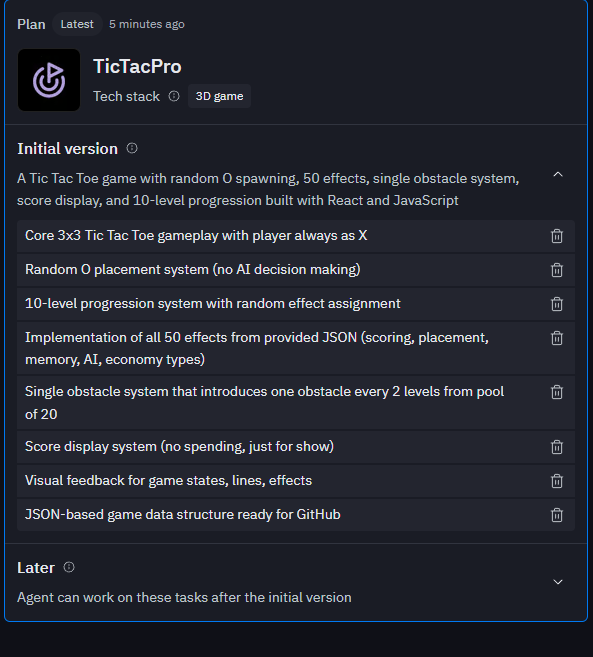 Plan Latest 5 minutes ago
TicTacPro
Tech stack 3D game
Initial version
A Tic Tac Toe game with random O spawning, 50 effects, single obstacle system,
score display, and 10-level progression built with React and JavaScript
Core 3x3 Tic Tac Toe gameplay with player always as X
Random O placement system (no AI decision making)
10-level progression system with random effect assignment
Implementation of all 50 effects from provided JSON (scoring, placement,
memory, AI, economy types)
Single obstacle system that introduces one obstacle every 2 levels from pool
of 20
Score display system (no spending, just for show)
Visual feedback for game states, lines, effects
JSON-based game data structure ready for GitHub
Later
Agent can work on these tasks after the initial version